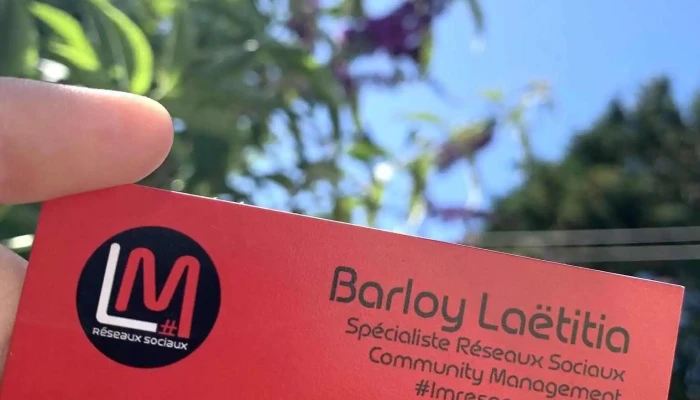 LM
#
Réseaux sociaux
Barloy Laëtitia
Spécialiste Réseaux Sociaux
Community Management